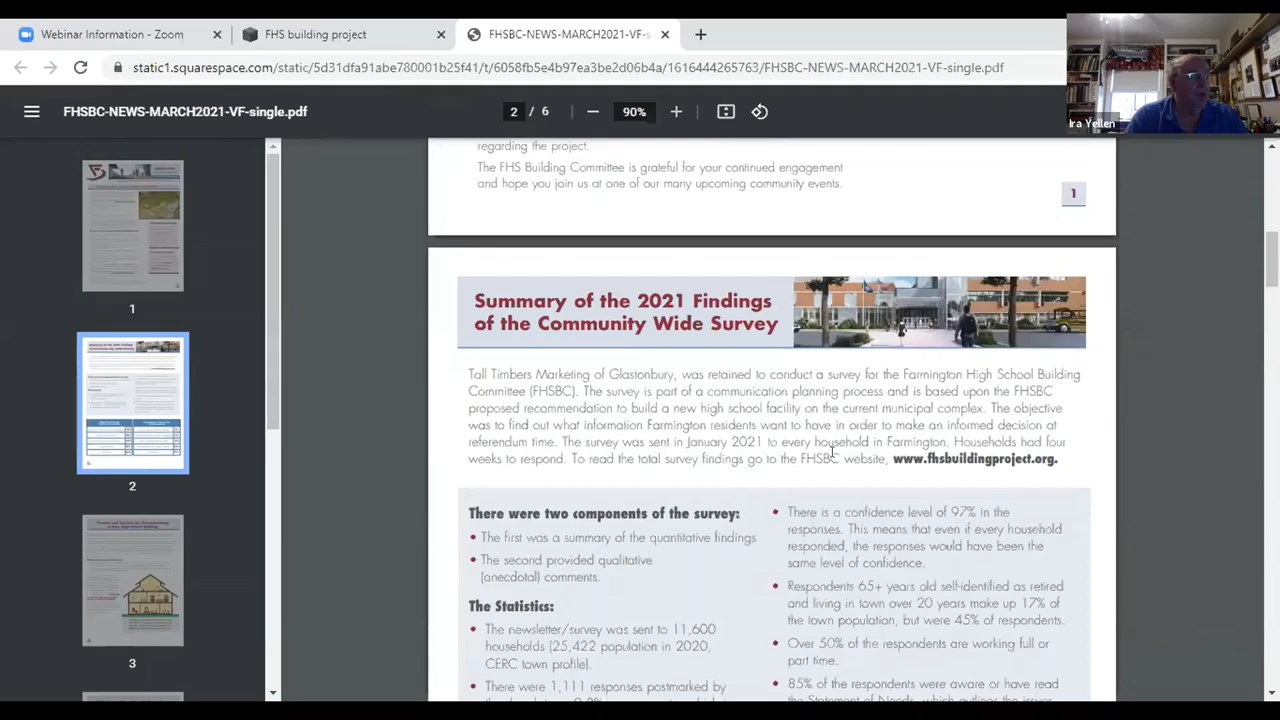 Webinar Information - Zoom
FHS building project
FHSBC-NEWS-MARCH2021-VF-s
FHSBC-NEWS-MARCH2021-VF-single.pdf
2 / 6
90%
Ira Yellen
regarding the project.
The FHS Building Committee is grateful for your continued engagement
and hope you join us at one of our many upcoming community events.
1
Summary of the 2021 Findings
of the Community Wide Survey
Tall Timbers Marketing of Glastonbury, was retained to conduct a survey for the Farmington High School Building
Committee (FHSBC). The survey is part of a communication planning process and is based upon the FHSBC
proposed recommendation to build a new high school facility on the current municipal complex. The objective
was to find out what information Farmington residents want to have in order to make an informed decision at
referendum time. The survey was sent in January 2021 to every household in Farmington. Households had four
weeks to respond. To read the total survey findings go to the FHSBC website, www.fhsbuildingproject.org.
There were two components of the survey:
• The first was a summary of the quantitative findings
• The second provided qualitative
(anecdotal) comments.
The Statistics:
• The newsletter/survey was sent to 11,600
households (25,422 population in 2020,
CERC town profile).
• There were 1,111 responses postmarked by
• There is a confidence level of 97% in the
responses. This means that even if every household
responded, the responses would have been the
same level of confidence.
• Respondents 65+ years old self-identified as retired
and living in town over 20 years make up 17% of
the town population, but were 45% of respondents.
• Over 50% of the respondents are working full or
part time.
• 85% of the respondents were aware or have read
the Statement of Needs, which outlines the issues
1
2
3